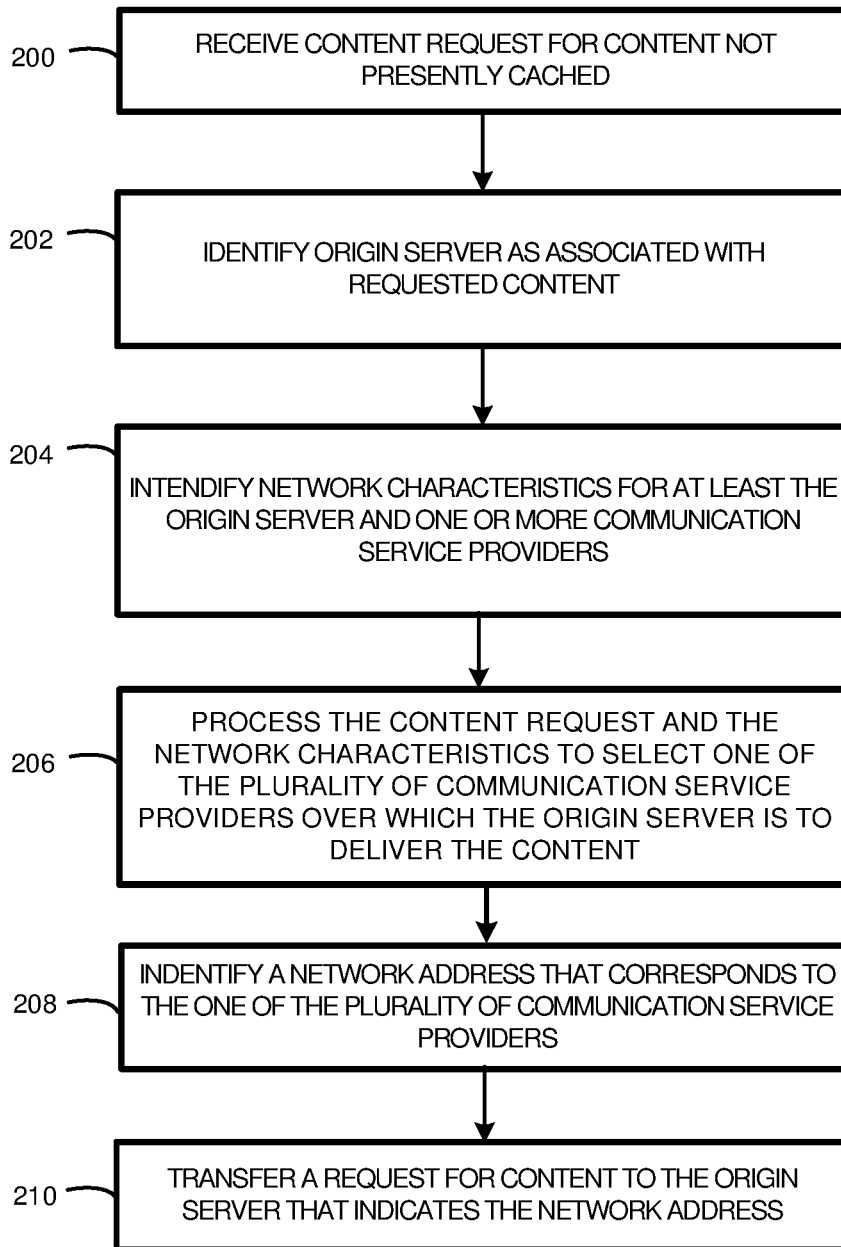 200
RECEIVE CONTENT REQUEST FOR CONTENT NOT
PRESENTLY CACHED
202
IDENTIFY ORIGIN SERVER AS ASSOCIATED WITH
REQUESTED CONTENT
204
INTENDIFY NETWORK CHARACTERISTICS FOR AT LEAST THE
ORIGIN SERVER AND ONE OR MORE COMMUNICATION
SERVICE PROVIDERS
206
PROCESS THE CONTENT REQUEST AND THE
NETWORK CHARACTERISTICS TO SELECT ONE OF
THE PLURALITY OF COMMUNICATION SERVICE
PROVIDERS OVER WHICH THE ORIGIN SERVER IS TO
DELIVER THE CONTENT
208
INDENTIFY A NETWORK ADDRESS THAT CORRESPONDS TO
THE ONE OF THE PLURALITY OF COMMUNICATION SERVICE
PROVIDERS
210
TRANSFER A REQUEST FOR CONTENT TO THE ORIGIN
SERVER THAT INDICATES THE NETWORK ADDRESS